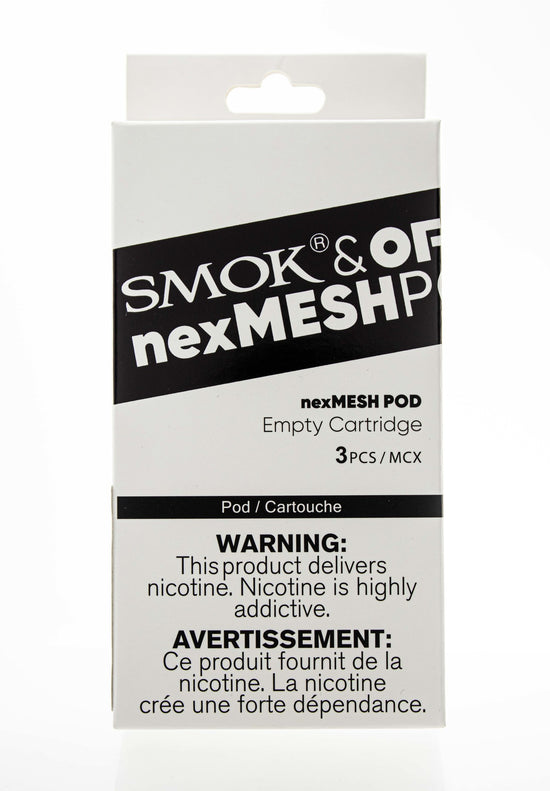 SMOK® & OF
nexMESHPO
nexMESH POD
Empty Cartridge
3PCS / MCX
Pod / Cartouche
WARNING:
This product delivers
nicotine. Nicotine is highly
addictive.
AVERTISSEMENT:
Ce produit fournit de la
nicotine. La nicotine
crée une forte dépendance.